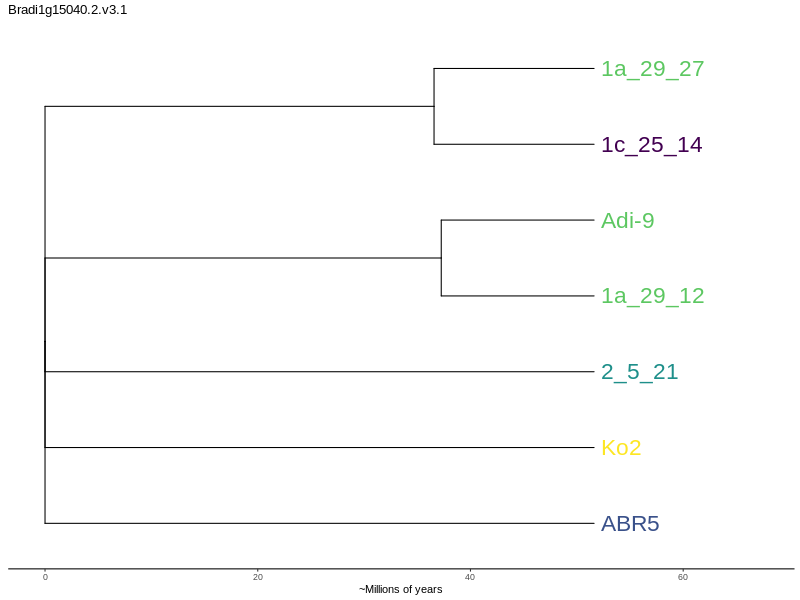 Bradi1g15040.2.v3.1
1a_29_27
1c_25_14
Adi-9
1a_29_12
2_5_21
Ko2
ABR5
0 20 40 60
~Millions of years